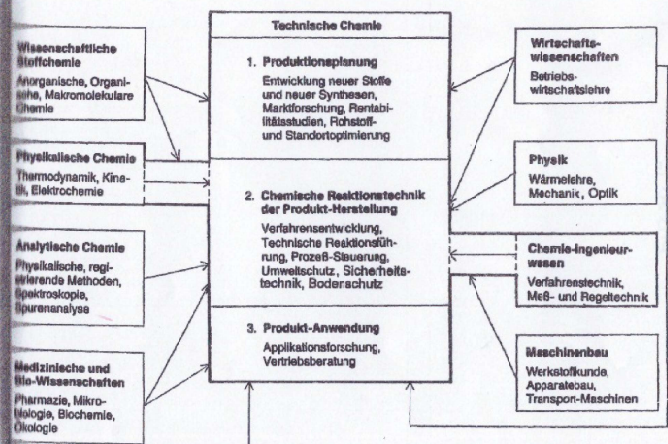 Technische Chemie
Wissenschaftliche
Stoffchemie
Anorganische, Organi-
sche, Makromolekulare
Chemie
Physikalische Chemie
Thermodynamik, Kine-
tik, Elektrochemie
Analytische Chemie
Physikalische, regi-
strierende Methoden,
Spektroskopie,
Spurenanalyse
Medizinische und
Bio-Wissenschaften
Pharmazie, Mikro-
biologie, Biochemie,
Ökologie
1. Produktionsplanung
Entwicklung neuer Stoffe
und neuer Synthesen,
Marktforschung, Rentabi-
litätsstudien, Rohstoff-
und Standortoptimierung
2. Chemische Reaktionstechnik
der Produkt-Herstellung
Verfahrensentwicklung,
Technische Reaktionsfüh-
rung, Prozeß-Steuerung,
Umweltschutz, Sicherheits-
technik, Bodenschutz
3. Produkt-Anwendung
Applikationsforschung,
Vertriebsberatung
Wirtschafts-
wissenschaften
Betriebs-
wirtschaftslehre
Physik
Wärmelehre,
Mechanik, Optik
Chemie-Ingenieur-
wesen
Verfahrenstechnik,
Meß- und Regeltechnik
Maschinenbau
Werkstoffkunde,
Apparatebau,
Transport-Maschinen